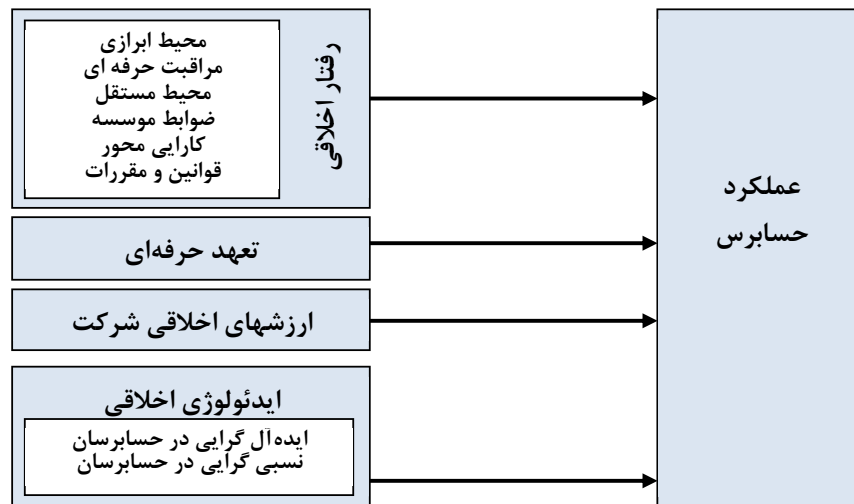 رفتار اخلاقی
محیط ابرازی
مراقبت حرفه ای
محیط مستقل
ضوابط موسسه
کارایی محور
قوانین و مقررات
تعهد حرفه‌ای
ارزشهای اخلاقی شرکت
ایدئولوژی اخلاقی
ایده‌آل گرایی در حسابرسان
نسبی گرایی در حسابرسان
عملکرد
حسابرس